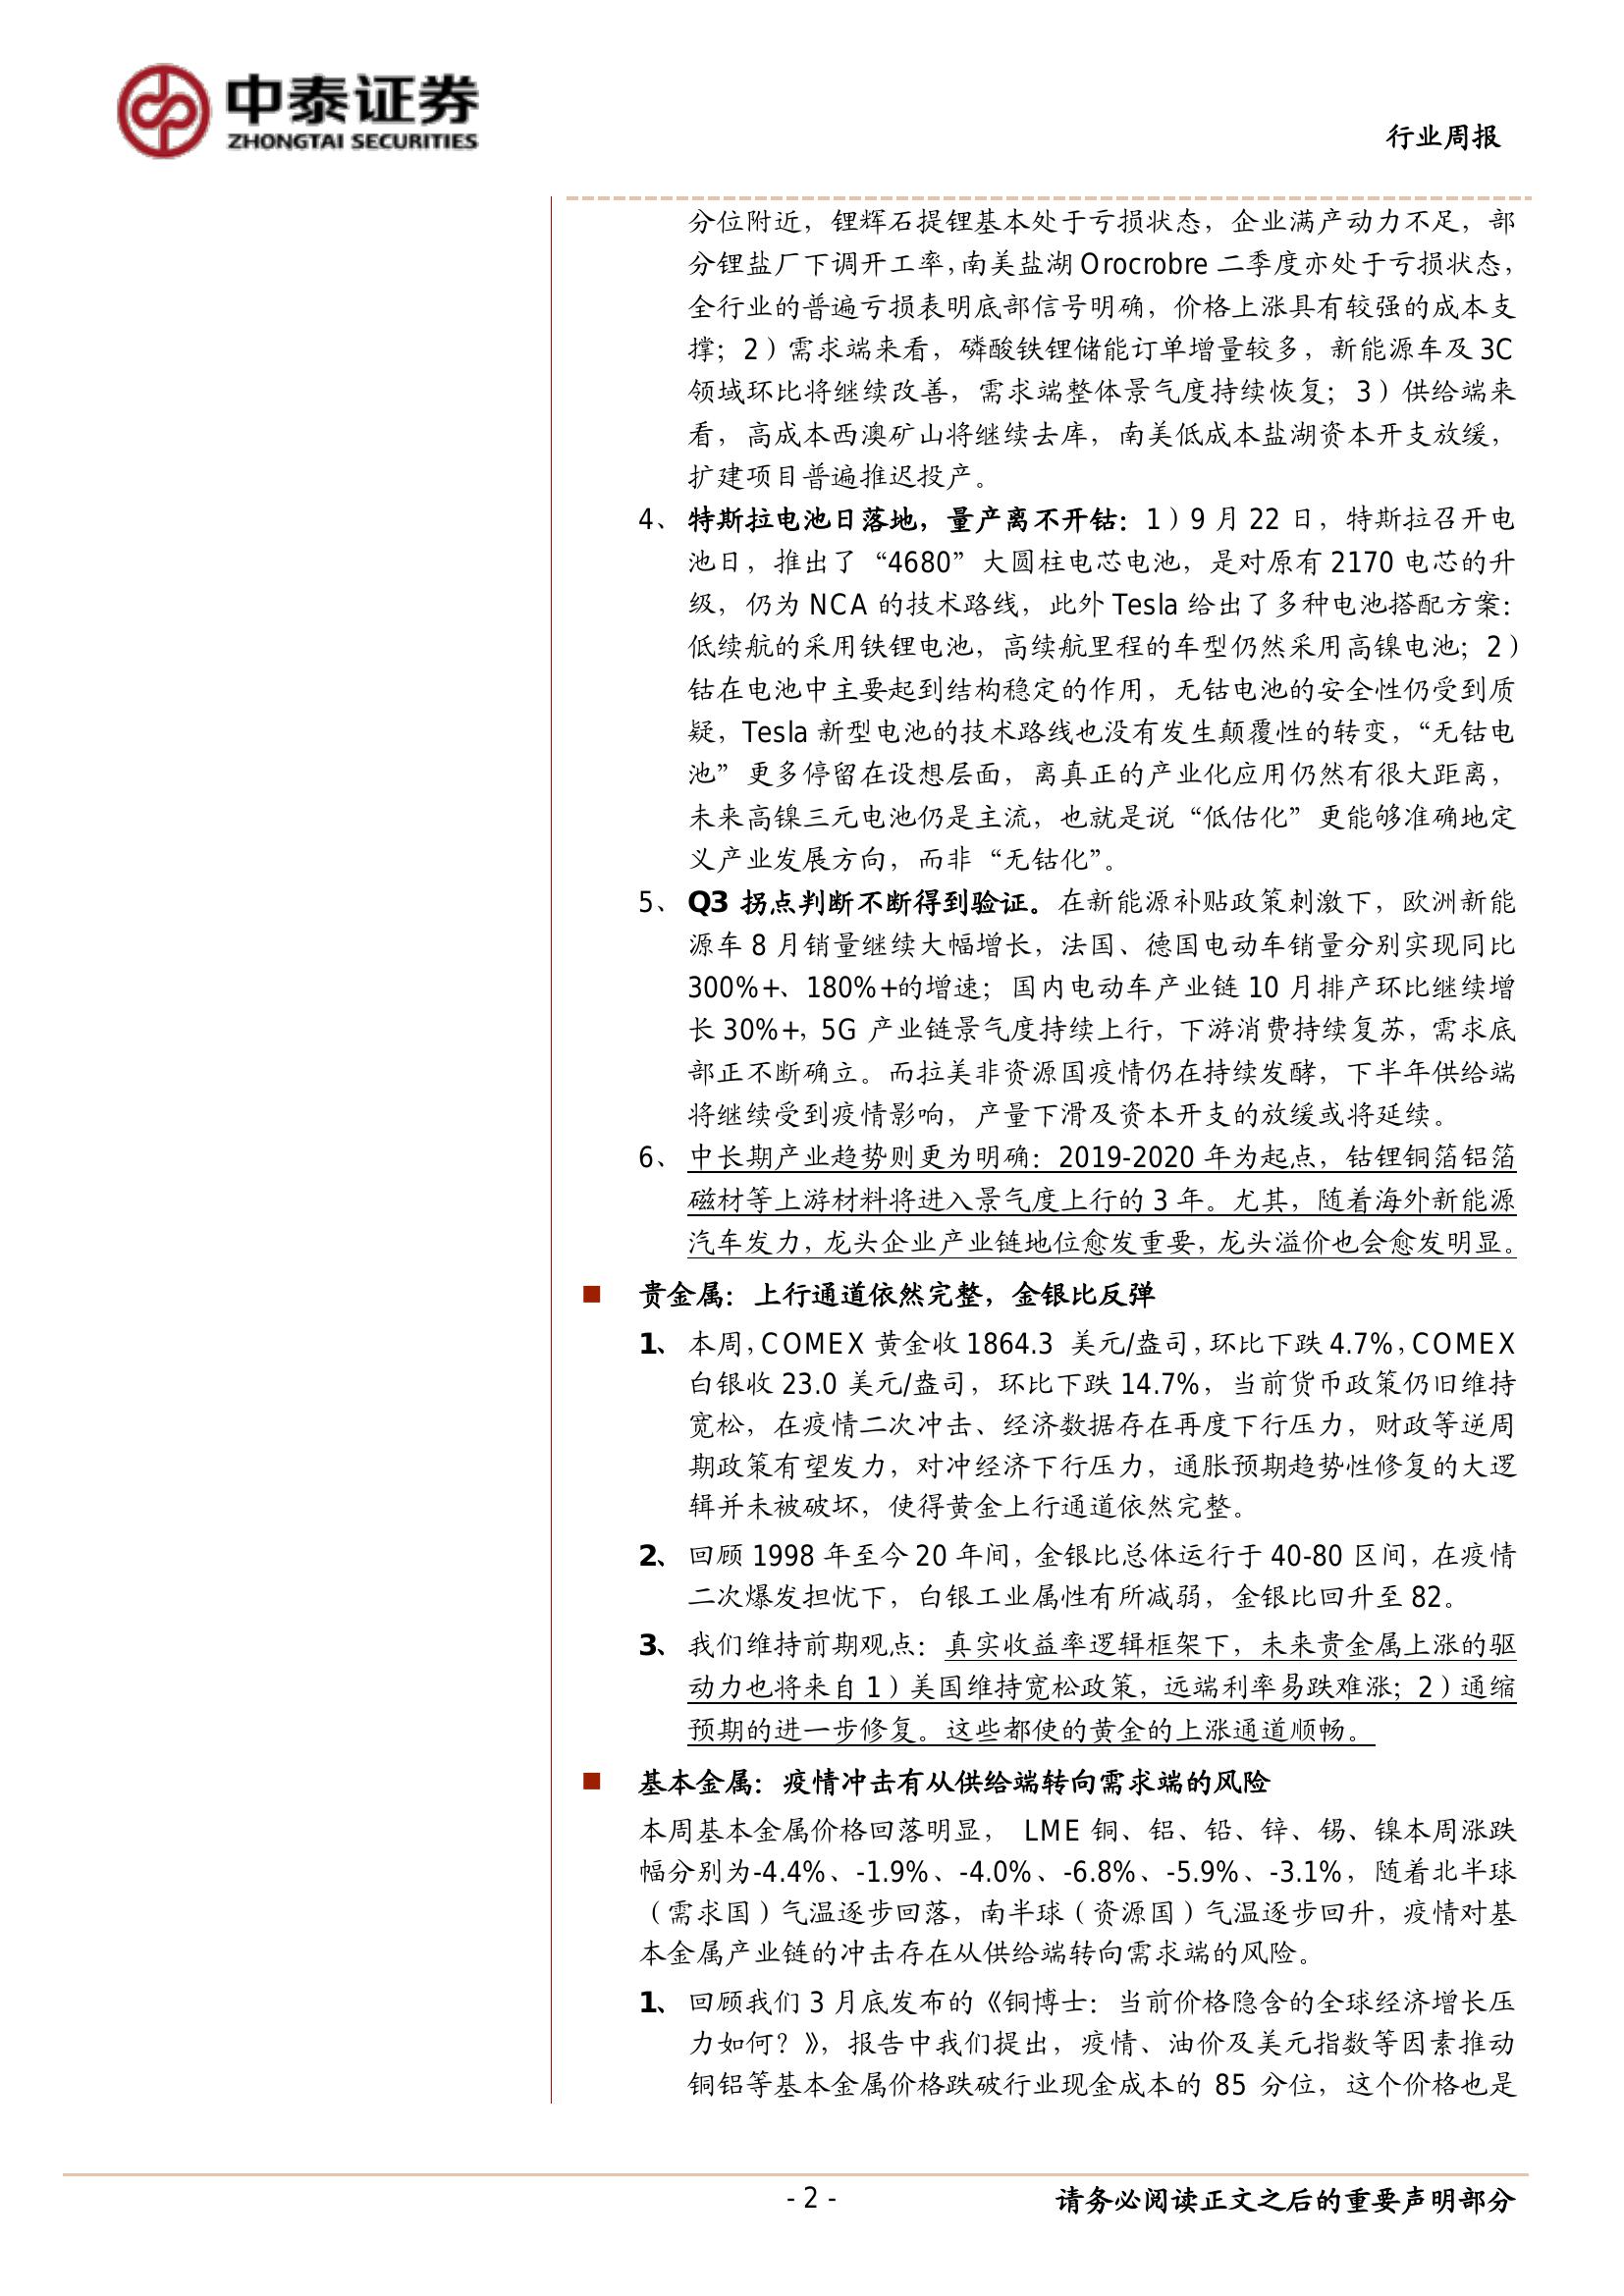 中泰证券
ZHONGTAI SECURITIES
行业周报
分位附近，锂辉石提锂基本处于亏损状态，企业满产动力不足，部
分锂盐厂下调开工率，南美盐湖 Orocrobre 二季度亦处于亏损状态，
全行业的普遍亏损表明底部信号明确，价格上涨具有较强的成本支
撑；2）需求端来看，磷酸铁锂储能订单增量较多，新能源车及 3C
领域环比将继续改善，需求端整体景气度持续恢复；3）供给端来
看，高成本西澳矿山将继续去库，南美低成本盐湖资本开支放缓，
扩建项目普遍推迟投产。
4、 特斯拉电池日落地，量产离不开钴：1）9 月 22 日，特斯拉召开电
池日，推出了“4680”大圆柱电芯电池，是对原有 2170 电芯的升
级，仍为 NCA 的技术路线，此外 Tesla 给出了多种电池搭配方案：
低续航的采用铁锂电池，高续航里程的车型仍然采用高镍电池；2）
钴在电池中主要起到结构稳定的作用，无钴电池的安全性仍受到质
疑，Tesla 新型电池的技术路线也没有发生颠覆性的转变，“无钴电
池”更多停留在设想层面，离真正的产业化应用仍然有很大距离，
未来高镍三元电池仍是主流，也就是说“低估化”更能够准确地定
义产业发展方向，而非“无钴化”。
5、 Q3 拐点判断不断得到验证。在新能源补贴政策刺激下，欧洲新能
源车 8 月销量继续大幅增长，法国、德国电动车销量分别实现同比
300%+、180%+的增速；国内电动车产业链 10 月排产环比继续增
长 30%+，5G 产业链景气度持续上行，下游消费持续复苏，需求底
部正不断确立。而拉美非资源国疫情仍在持续发酵，下半年供给端
将继续受到疫情影响，产量下滑及资本开支的放缓或将延续。
6、 中长期产业趋势则更为明确：2019-2020 年为起点，钴锂铜箔铝箔
磁材等上游材料将进入景气度上行的 3 年。尤其，随着海外新能源
汽车发力，龙头企业产业链地位愈发重要，龙头溢价也会愈发明显。
■ 贵金属：上行通道依然完整，金银比反弹
1、 本周，COMEX 黄金收 1864.3 美元/盎司，环比下跌 4.7%，COMEX
白银收 23.0 美元/盎司，环比下跌 14.7%，当前货币政策仍旧维持
宽松，在疫情二次冲击、经济数据存在再度下行压力，财政等逆周
期政策有望发力，对冲经济下行压力，通胀预期趋势性修复的大逻
辑并未被破坏，使得黄金上行通道依然完整。
2、 回顾 1998 年至今 20 年间，金银比总体运行于 40-80 区间，在疫情
二次爆发担忧下，白银工业属性有所减弱，金银比回升至 82。
3、 我们维持前期观点：真实收益率逻辑框架下，未来贵金属上涨的驱
动力也将来自 1）美国维持宽松政策，远端利率易跌难涨；2）通缩
预期的进一步修复。这些都使的黄金的上涨通道顺畅。
■ 基本金属：疫情冲击有从供给端转向需求端的风险
本周基本金属价格回落明显， LME 铜、铝、铅、锌、锡、镍本周涨跌
幅分别为-4.4%、-1.9%、-4.0%、-6.8%、-5.9%、-3.1%，随着北半球
（需求国）气温逐步回落，南半球（资源国）气温逐步回升，疫情对基
本金属产业链的冲击存在从供给端转向需求端的风险。
1、 回顾我们 3 月底发布的《铜博士：当前价格隐含的全球经济增长压
力如何？》，报告中我们提出，疫情、油价及美元指数等因素推动
铜铝等基本金属价格跌破行业现金成本的 85 分位，这个价格也是
- 2 -
请务必阅读正文之后的重要声明部分